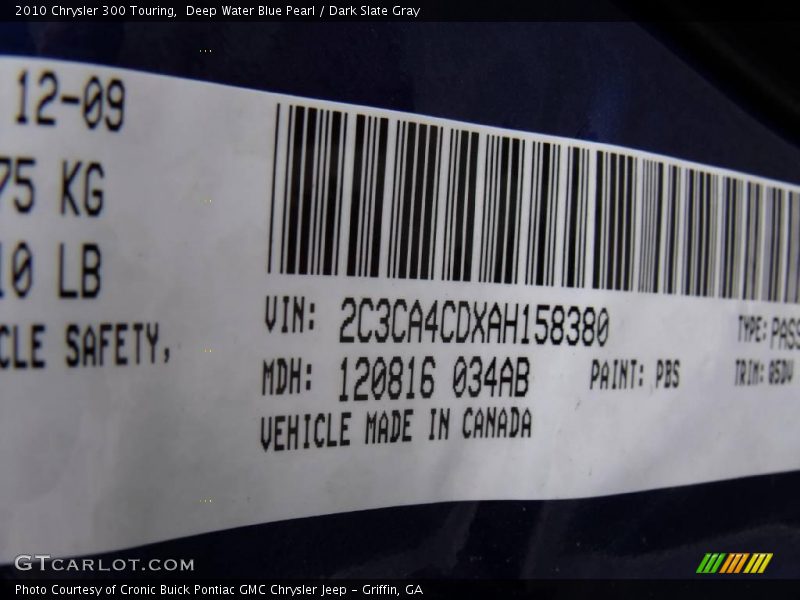 2010 Chrysler 300 Touring, Deep Water Blue Pearl / Dark Slate Gray
12-09
75 KG
10 LB
CLE SAFETY,
VIN: 2C3CA4CDXAH158380
TYPE: PASS
MDH: 120816 034AB
PAINT: PBS
TRIM: 05DV
VEHICLE MADE IN CANADA
GTCARLOT.COM
Photo Courtesy of Cronic Buick Pontiac GMC Chrysler Jeep - Griffin, GA